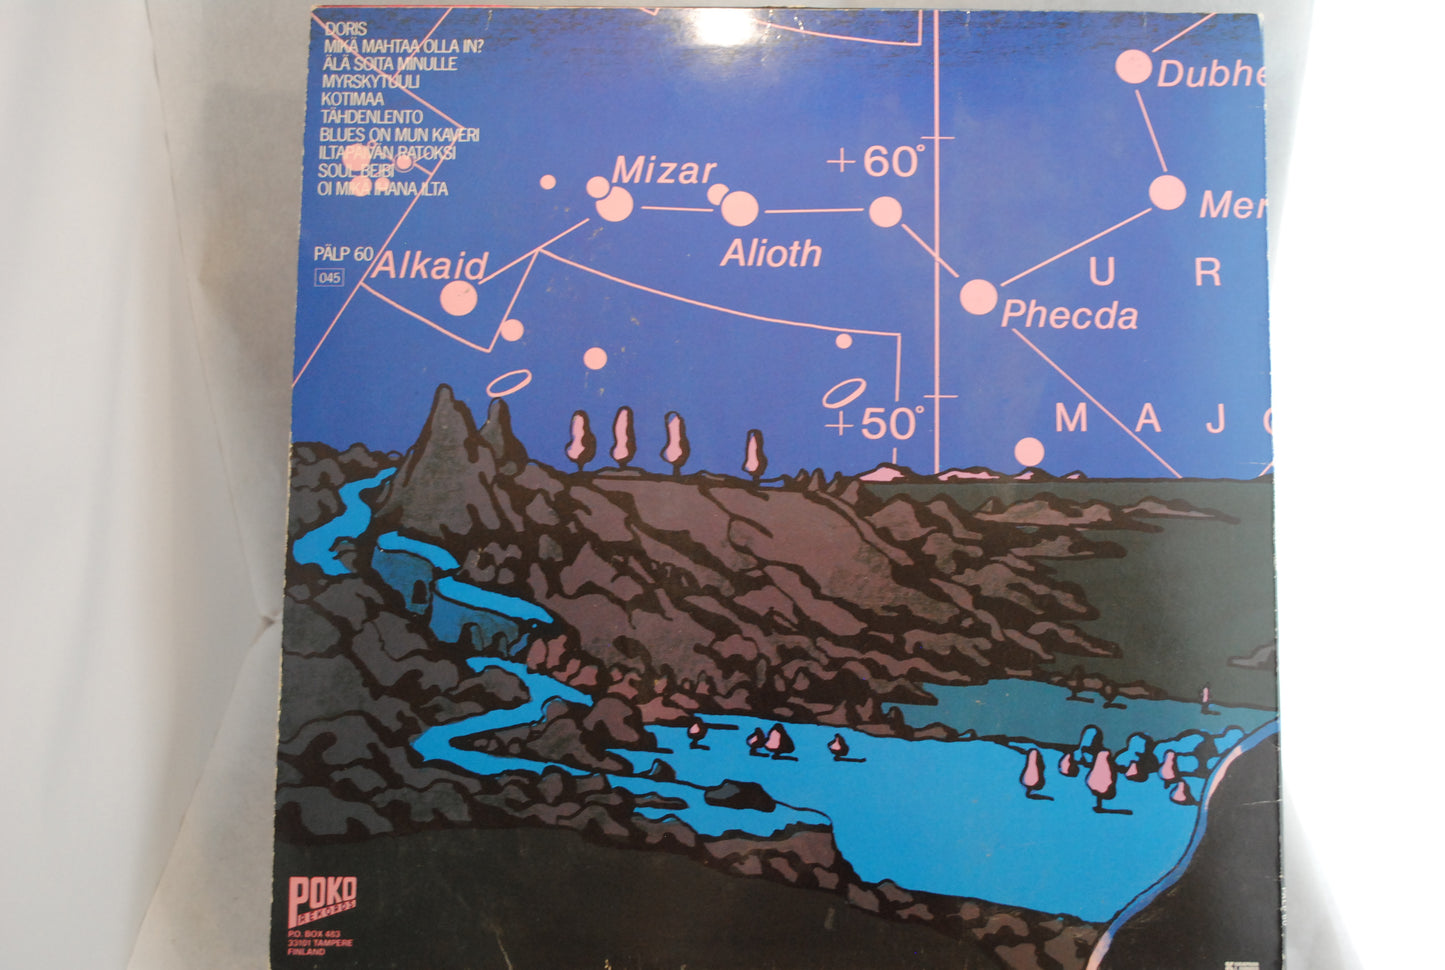 DORIS
MIKÄ MAHTAA OLLA IN?
ÄLÄ SOITA MINULLE
MYRSKYTUULI
KOTIMAA
TÄHDENLENTO
BLUES ON MUN KAVERI
ILTAPÄIVÄN RATOKSI
SOUL BEIBI
OI MIKÄ IHANA ILTA
PÄLP 60
045
Dubhe
Mizar
+60°
Mer
Alioth
Alkaid
U R
Phecda
+50°
M A J
POKO
REKORDS
P.O. BOX 483
33101 TAMPERE
FINLAND